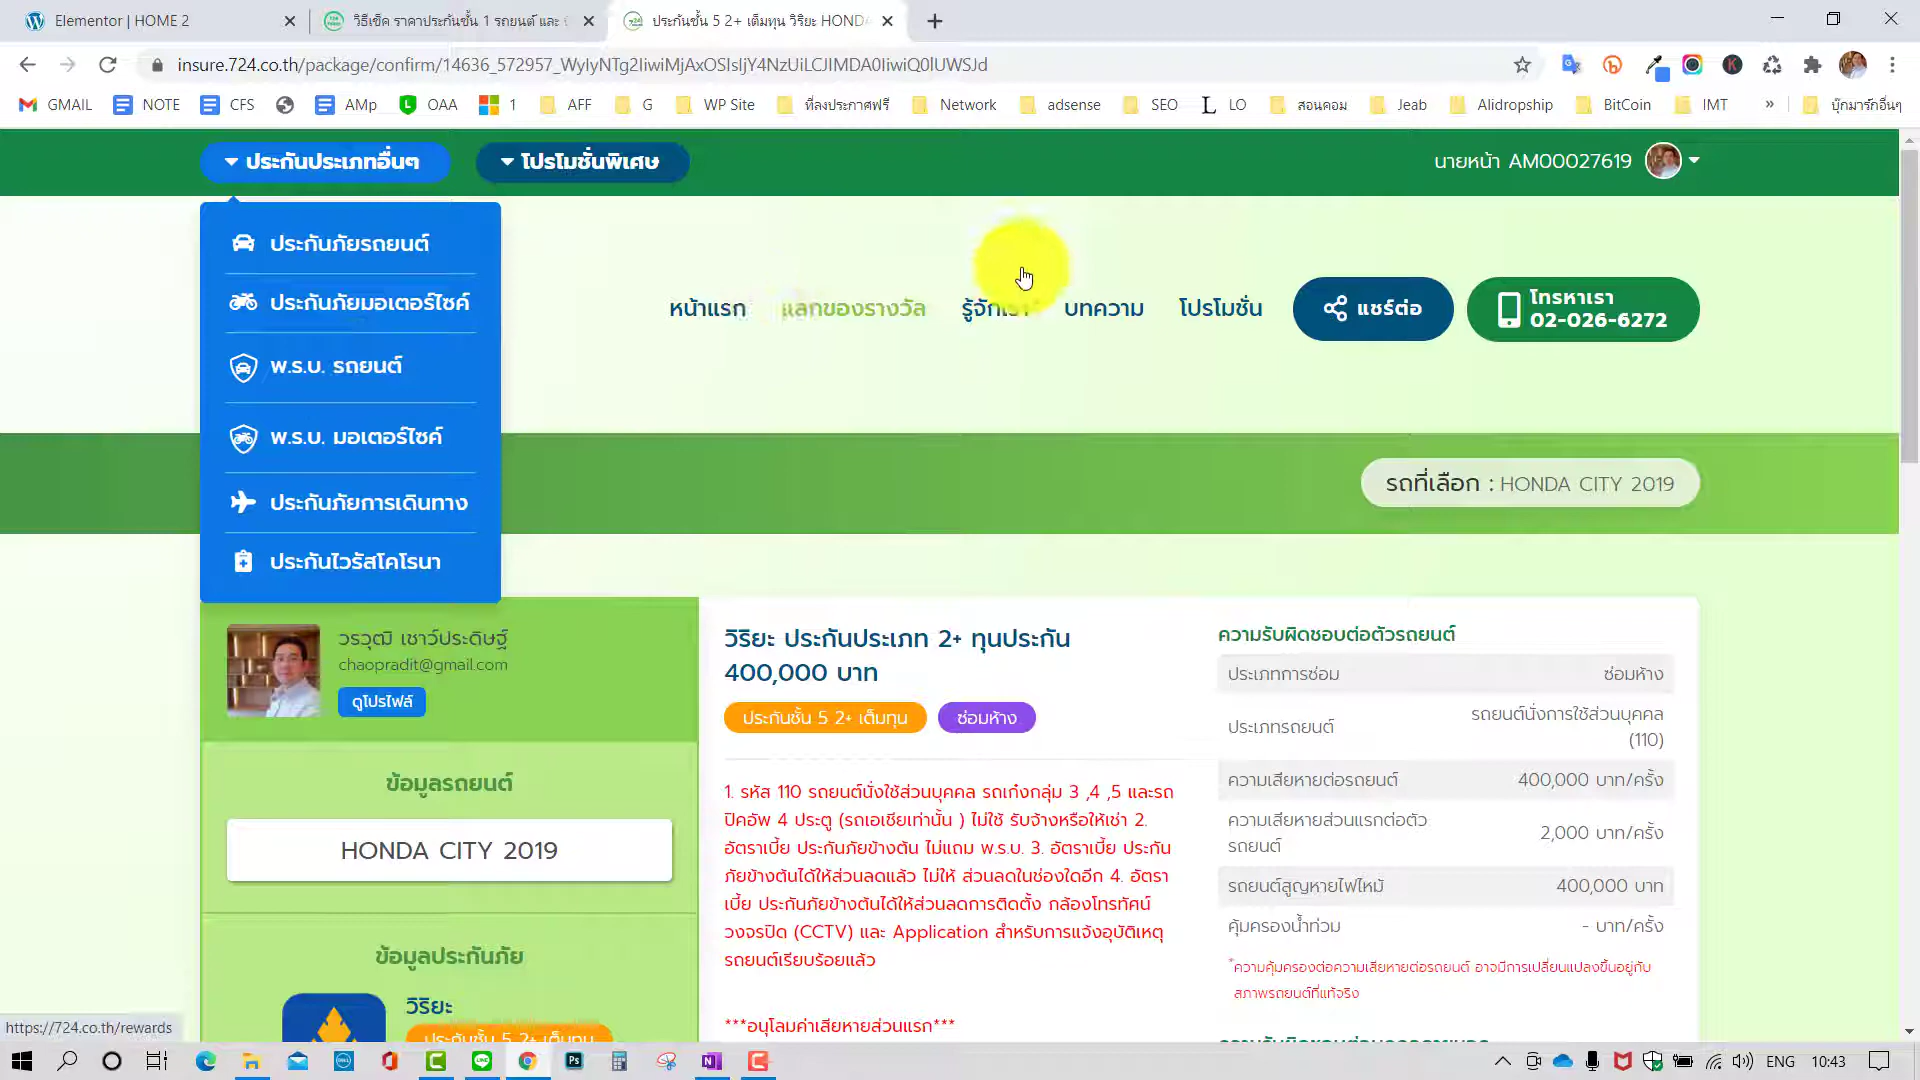 Elementor | HOME 2
วิธีเช็ค ราคาประกันชั้น 1 รถยนต์ และ
ประกันชั้น 5 2+ เต็มทุน วิริยะ HOND
insure.724.co.th/package/confirm/14636_572957_WyIyNTg2IiwiMjAxOSIsIjY4NzUiLCJIMDA0IiwiQ0lUWSJd
GMAIL NOTE CFS AMp OAA 1 AFF G WP Site ที่ลงประกาศฟรี Network adsense SEO LO สอนคอม Jeab Alidropship BitCoin IMT » บุ๊กมาร์กอื่นๆ
ประกันประเภทอื่นๆ โปรโมชั่นพิเศษ นายหน้า AM00027619
ประกันภัยรถยนต์
ประกันภัยมอเตอร์ไซค์
พ.ร.บ. รถยนต์
พ.ร.บ. มอเตอร์ไซค์
ประกันภัยการเดินทาง
ประกันไวรัสโคโรนา
หน้าแรก แลกของรางวัล รู้จักเรา บทความ โปรโมชั่น แชร์ต่อ
โทรหาเรา
02-026-6272
รถที่เลือก : HONDA CITY 2019
วรวุฒิ เชาว์ประดิษฐ์
chaopradit@gmail.com
ดูโปรไฟล์
ข้อมูลรถยนต์
HONDA CITY 2019
ข้อมูลประกันภัย
วิริยะ
ประกันชั้น 5 2+ เต็มทุน
วิริยะ ประกันประเภท 2+ ทุนประกัน
400,000 บาท
ประกันชั้น 5 2+ เต็มทุน ซ่อมห้าง
1. รหัส 110 รถยนต์นั่งใช้ส่วนบุคคล รถเก๋งกลุ่ม 3 ,4 ,5 และรถ
ปิคอัพ 4 ประตู (รถเอเชียเท่านั้น ) ไม่ใช้ รับจ้างหรือให้เช่า 2.
อัตราเบี้ย ประกันภัยข้างต้น ไม่แถม พ.ร.บ. 3. อัตราเบี้ย ประกัน
ภัยข้างต้นได้ให้ส่วนลดแล้ว ไม่ให้ ส่วนลดในช่องใดอีก 4. อัตรา
เบี้ย ประกันภัยข้างต้นได้ให้ส่วนลดการติดตั้ง กล้องโทรทัศน์
วงจรปิด (CCTV) และ Application สำหรับการแจ้งอุบัติเหตุ
รถยนต์เรียบร้อยแล้ว
***อนุโลมค่าเสียหายส่วนแรก***
ความรับผิดชอบต่อตัวรถยนต์
ประเภทการซ่อม ซ่อมห้าง
ประเภทรถยนต์ รถยนต์นั่งการใช้ส่วนบุคคล
(110)
ความเสียหายต่อรถยนต์ 400,000 บาท/ครั้ง
ความเสียหายส่วนแรกต่อตัว
รถยนต์ 2,000 บาท/ครั้ง
รถยนต์สูญหายไฟไหม้ 400,000 บาท
คุ้มครองน้ำท่วม - บาท/ครั้ง
*ความคุ้มครองต่อความเสียหายต่อรถยนต์ อาจมีการเปลี่ยนแปลงขึ้นอยู่กับ
สภาพรถยนต์ที่แท้จริง
https://724.co.th/rewards
ENG 10:43